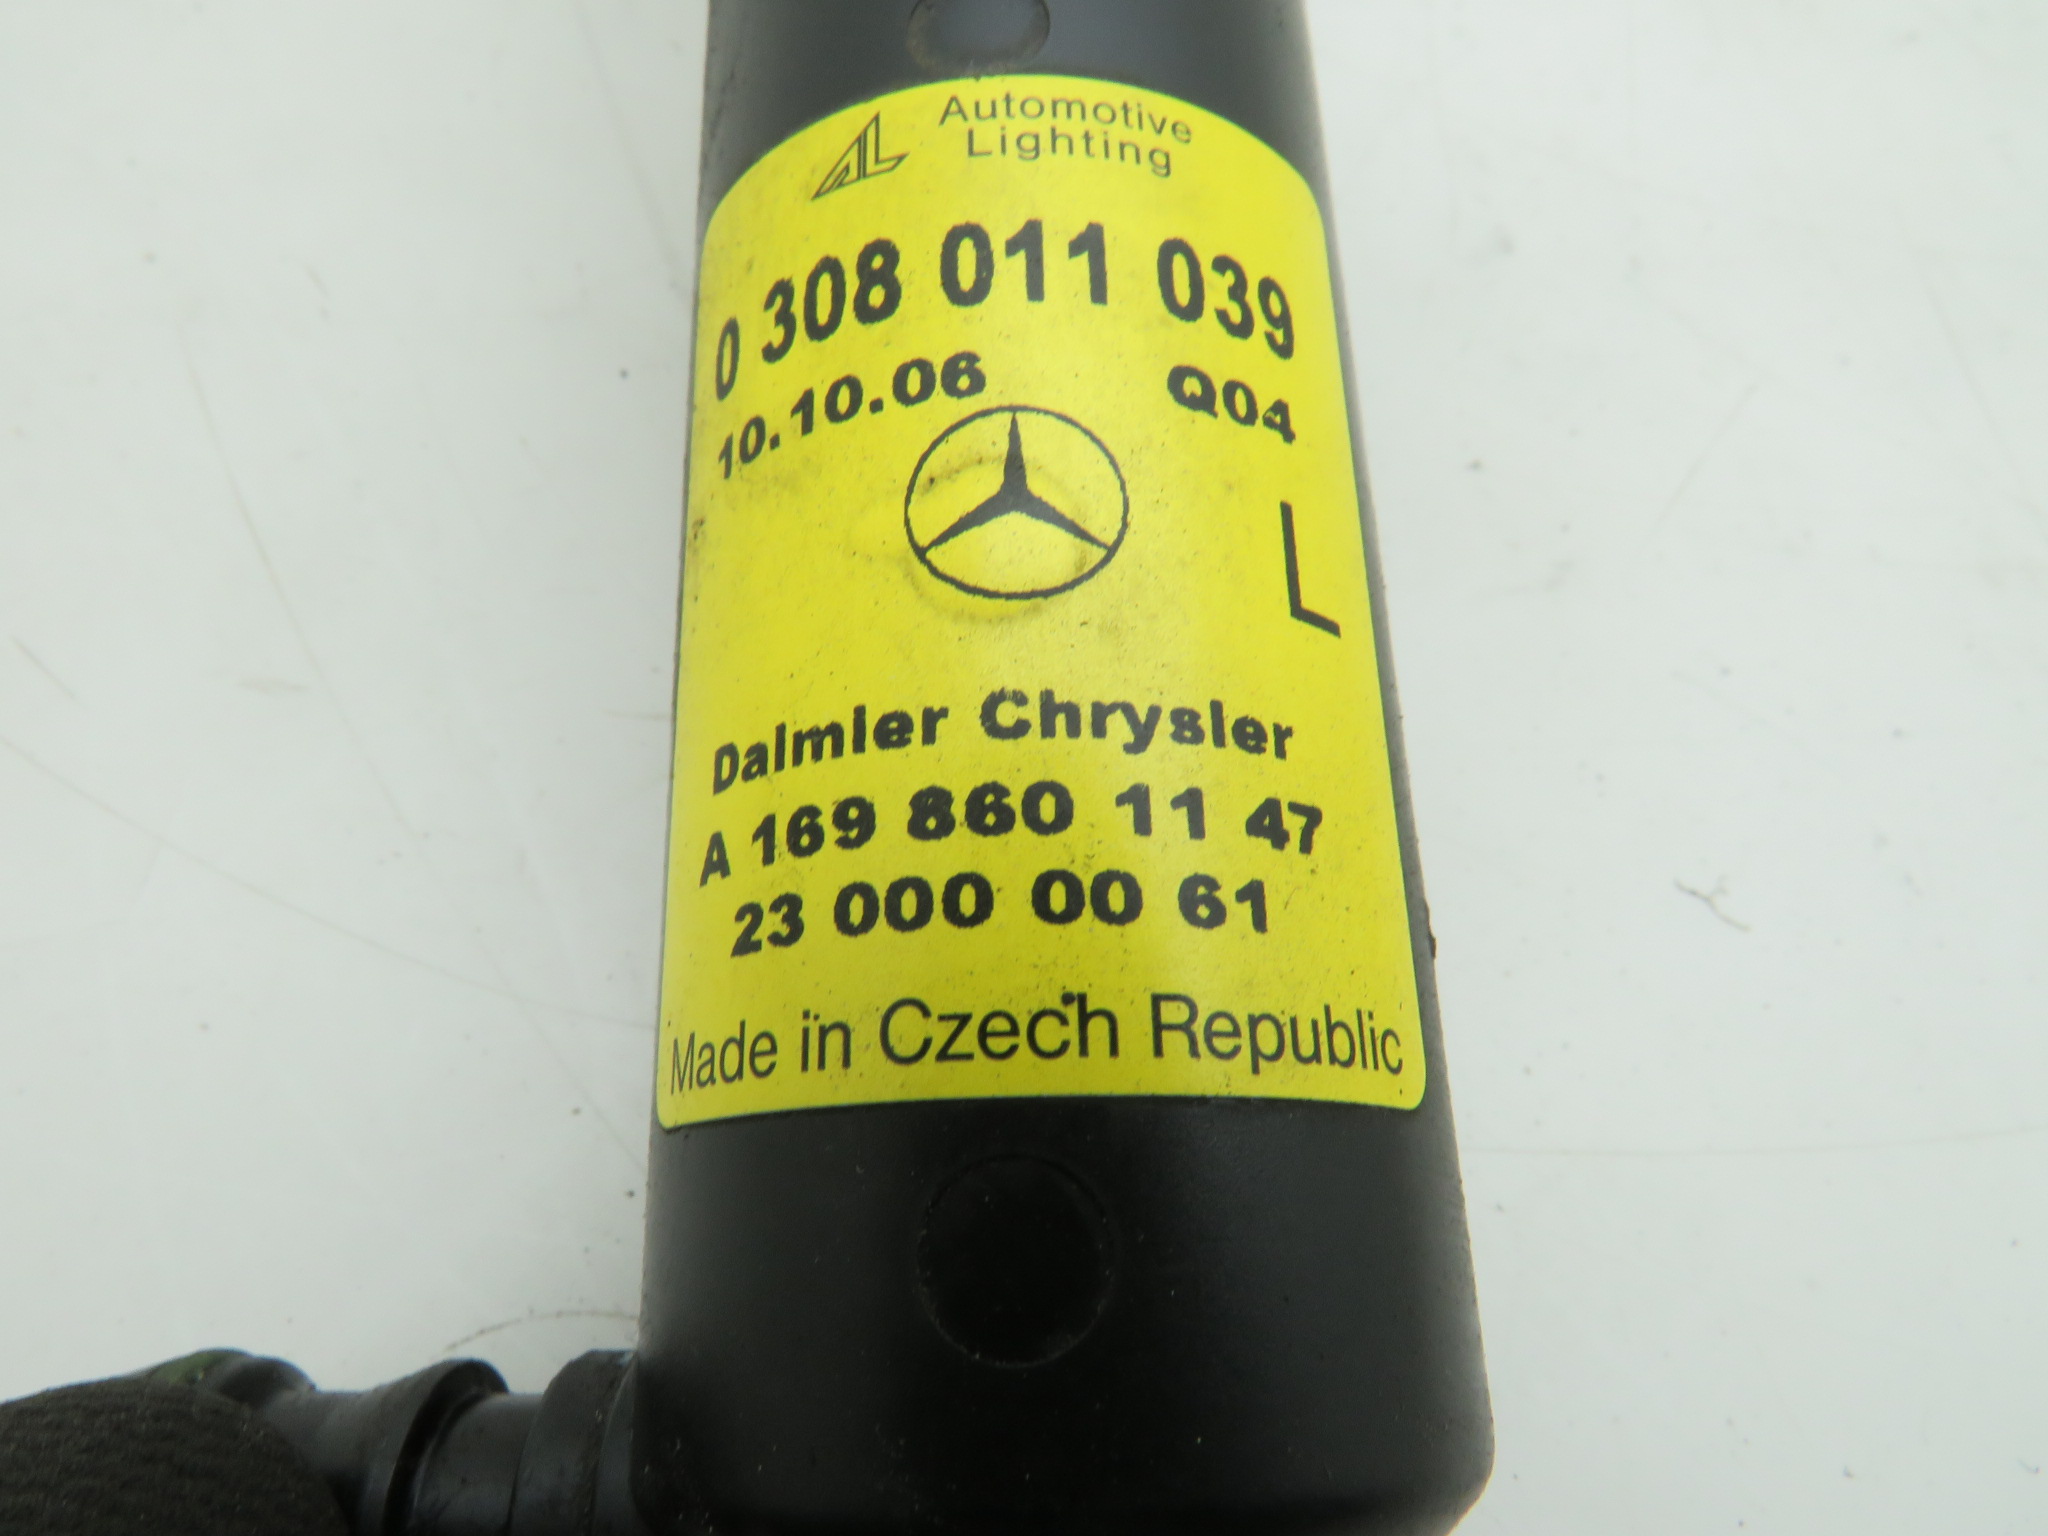 AL Automotive
Lighting
0 308 011 039
10.10.06 Q04
L
Daimler Chrysler
A 169 860 11 47
23 000 00 61
Made in Czech Republic